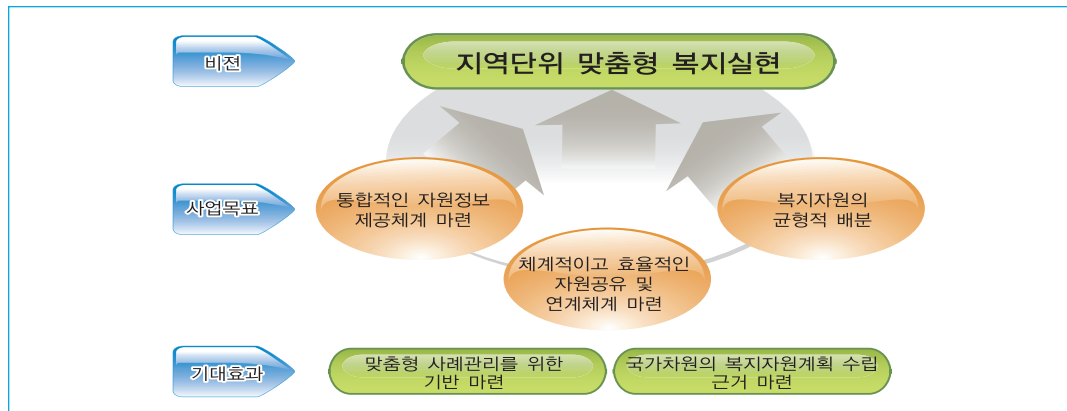 비젼
지역단위 맞춤형 복지실현
사업목표
통합적인 자원정보
제공체계 마련
체계적이고 효율적인
자원공유 및
연계체계 마련
복지자원의
균형적 배분
기대효과
맞춤형 사례관리를 위한
기반 마련
국가차원의 복지자원계획 수립
근거 마련